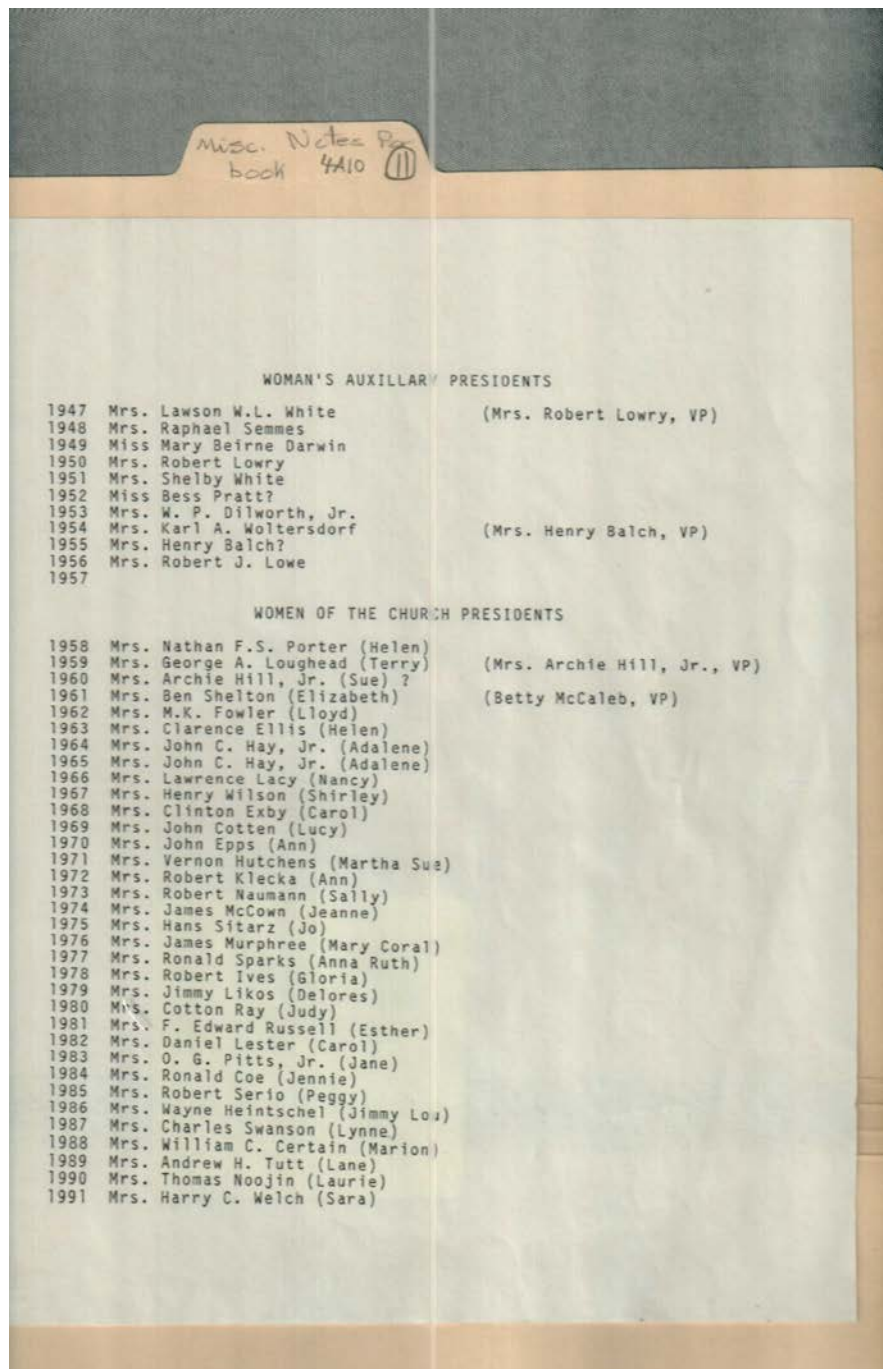 Misc. Notes For
book 4A10 11
WOMAN'S AUXILLARY PRESIDENTS
1947 Mrs. Lawson W.L. White (Mrs. Robert Lowry, VP)
1948 Mrs. Raphael Semmes
1949 Miss Mary Beirne Darwin
1950 Mrs. Robert Lowry
1951 Mrs. Shelby White
1952 Miss Bess Pratt?
1953 Mrs. W. P. Dilworth, Jr.
1954 Mrs. Karl A. Woltersdorf (Mrs. Henry Balch, VP)
1955 Mrs. Henry Balch?
1956 Mrs. Robert J. Lowe
1957
WOMEN OF THE CHURCH PRESIDENTS
1958 Mrs. Nathan F.S. Porter (Helen)
1959 Mrs. George A. Loughead (Terry) (Mrs. Archie Hill, Jr., VP)
1960 Mrs. Archie Hill, Jr. (Sue) ?
1961 Mrs. Ben Shelton (Elizabeth) (Betty McCaleb, VP)
1962 Mrs. M.K. Fowler (Lloyd)
1963 Mrs. Clarence Ellis (Helen)
1964 Mrs. John C. Hay, Jr. (Adalene)
1965 Mrs. John C. Hay, Jr. (Adalene)
1966 Mrs. Lawrence Lacy (Nancy)
1967 Mrs. Henry Wilson (Shirley)
1968 Mrs. Clinton Exby (Carol)
1969 Mrs. John Cotten (Lucy)
1970 Mrs. John Epps (Ann)
1971 Mrs. Vernon Hutchens (Martha Sue)
1972 Mrs. Robert Klecka (Ann)
1973 Mrs. Robert Naumann (Sally)
1974 Mrs. James McCown (Jeanne)
1975 Mrs. Hans Sitarz (Jo)
1976 Mrs. James Murphree (Mary Coral)
1977 Mrs. Ronald Sparks (Anna Ruth)
1978 Mrs. Robert Ives (Gloria)
1979 Mrs. Jimmy Likos (Delores)
1980 Mrs. Cotton Ray (Judy)
1981 Mrs. F. Edward Russell (Esther)
1982 Mrs. Daniel Lester (Carol)
1983 Mrs. O. G. Pitts, Jr. (Jane)
1984 Mrs. Ronald Coe (Jennie)
1985 Mrs. Robert Serio (Peggy)
1986 Mrs. Wayne Heintschel (Jimmy Lou)
1987 Mrs. Charles Swanson (Lynne)
1988 Mrs. William C. Certain (Marion)
1989 Mrs. Andrew H. Tutt (Lane)
1990 Mrs. Thomas Noojin (Laurie)
1991 Mrs. Harry C. Welch (Sara)